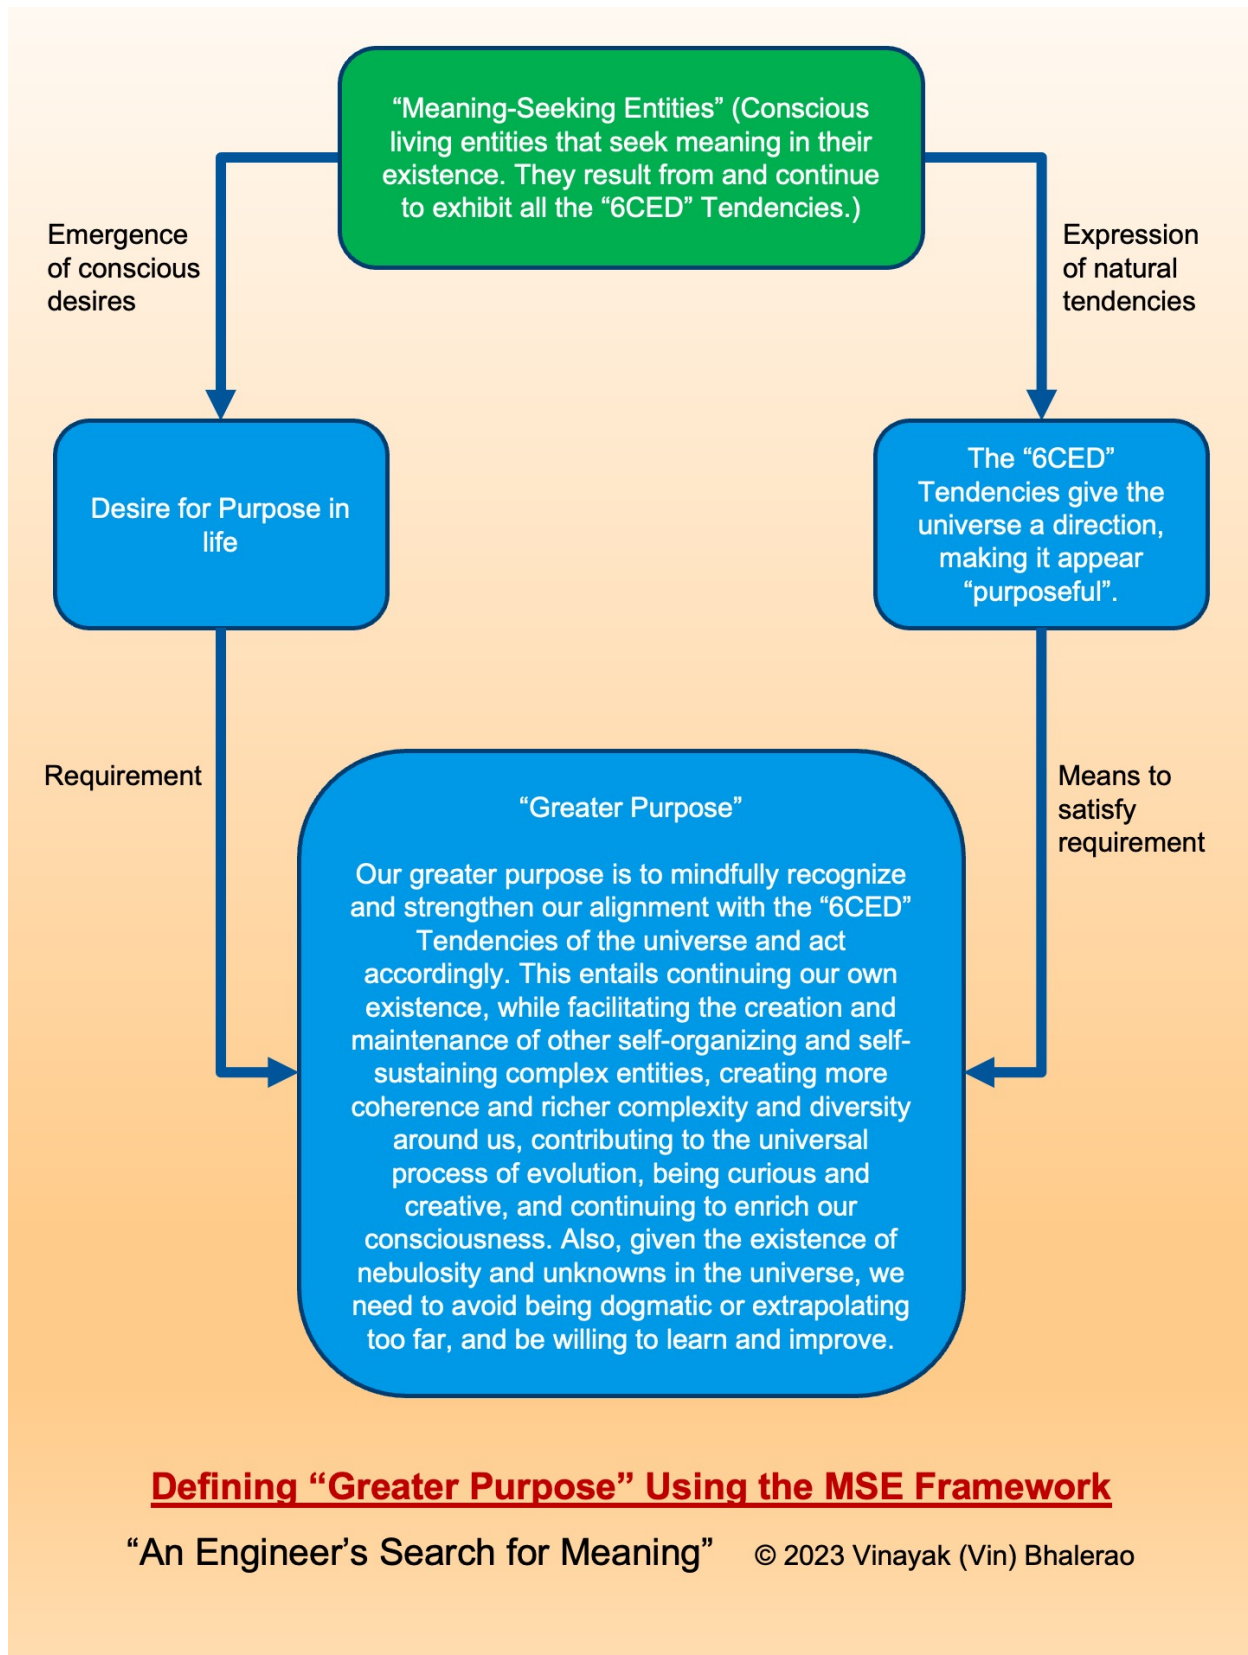 “Meaning-Seeking Entities” (Conscious
living entities that seek meaning in their
existence. They result from and continue
to exhibit all the “6CED” Tendencies.)
Emergence
of conscious
desires
Expression
of natural
tendencies
Desire for Purpose in
life
The “6CED”
Tendencies give the
universe a direction,
making it appear
“purposeful”.
Requirement
Means to
satisfy
requirement
“Greater Purpose”
Our greater purpose is to mindfully recognize
and strengthen our alignment with the “6CED”
Tendencies of the universe and act
accordingly. This entails continuing our own
existence, while facilitating the creation and
maintenance of other self-organizing and self-
sustaining complex entities, creating more
coherence and richer complexity and diversity
around us, contributing to the universal
process of evolution, being curious and
creative, and continuing to enrich our
consciousness. Also, given the existence of
nebulosity and unknowns in the universe, we
need to avoid being dogmatic or extrapolating
too far, and be willing to learn and improve.
Defining “Greater Purpose” Using the MSE Framework
“An Engineer’s Search for Meaning” © 2023 Vinayak (Vin) Bhalerao